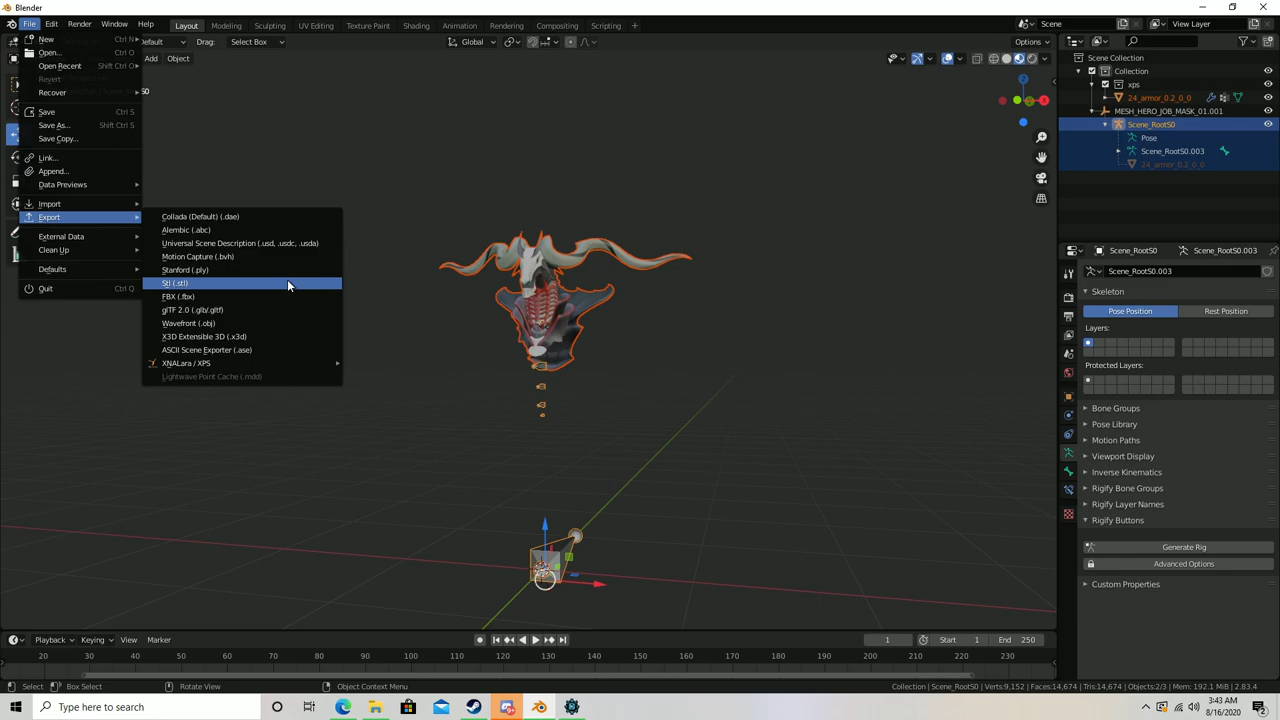 Blender
File Edit Render Window Help Layout Modeling Sculpting UV Editing Texture Paint Shading Animation Rendering Compositing Scripting + Scene View Layer
Default Drag: Select Box Global Options
Add Object
New Ctrl N
Open... Ctrl O
Open Recent Shift Ctrl O
Revert
Recover
Save Ctrl S
Save As... Shift Ctrl S
Save Copy...
Link...
Append...
Data Previews
Import
Export
External Data
Clean Up
Defaults
Quit Ctrl Q
Collada (Default) (.dae)
Alembic (.abc)
Universal Scene Description (.usd, .usdc, .usda)
Motion Capture (.bvh)
Stanford (.ply)
Stl (.stl)
FBX (.fbx)
glTF 2.0 (.glb/.gltf)
Wavefront (.obj)
X3D Extensible 3D (.x3d)
ASCII Scene Exporter (.ase)
XNALara / XPS
Lightwave Point Cache (.mdd)
Z
X
Scene Collection
Collection
xps
24_armor_0.2_0_0
MESH_HERO_JOB_MASK_01.001
Scene_RootS0
Pose
Scene_RootS0.003
24_armor_0.2_0_0
Scene_RootS0 Scene_RootS0.003
Scene_RootS0.003
Skeleton
Pose Position Rest Position
Layers:
Protected Layers:
Bone Groups
Pose Library
Motion Paths
Viewport Display
Inverse Kinematics
Rigify Bone Groups
Rigify Layer Names
Rigify Buttons
Generate Rig
Advanced Options
Custom Properties
Playback Keying View Marker 1 Start 1 End 250
20 30 40 50 60 70 80 90 100 110 120 130 140 150 160 170 180 190 200 210 220 230
Select Box Select Rotate View Object Context Menu Collection | Scene_RootS0 | Verts:9,152 | Faces:14,674 | Tris:14,674 | Objects:2/3 | Mem: 192.1 MiB | 2.83.4
Type here to search
3:43 AM
8/16/2020